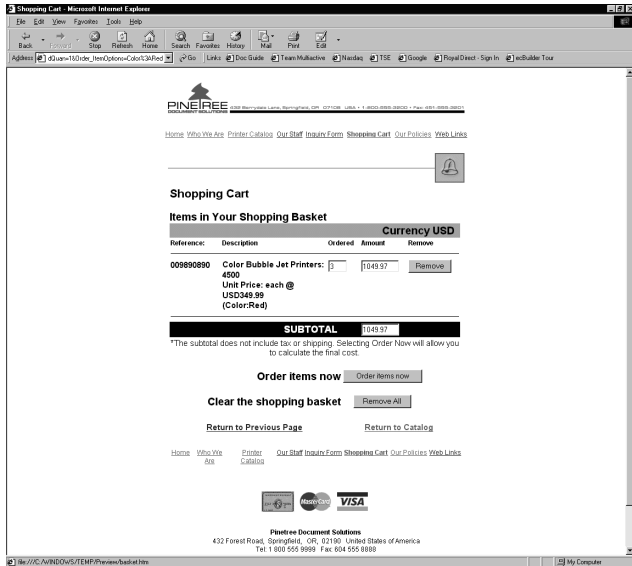 Shopping Cart - Microsoft Internet Explorer
File Edit View Favorites Tools Help
Back Forward Stop Refresh Home Search Favorites History Mail Print Edit
Address dQuan=1&Order_ItemOptions=Color%3ARed Go Links Doc Guide Team Multiactive Nasdaq TSE Google Royal Direct - Sign In ecBuilder Tour
PINETREE
DOCUMENT SOLUTIONS
Home Who We Are Printer Catalog Our Staff Inquiry Form Shopping Cart Our Policies Web Links
Shopping Cart
Items in Your Shopping Basket
Currency USD
Reference: Description Ordered Amount Remove
009890890 Color Bubble Jet Printers: 3 1049.97 Remove
4500
Unit Price: each @
USD349.99
(Color:Red)
SUBTOTAL 1049.97
*The subtotal does not include tax or shipping. Selecting Order Now will allow you
to calculate the final cost.
Order items now Order items now
Clear the shopping basket Remove All
Return to Previous Page Return to Catalog
Home Who We Are Printer Catalog Our Staff Inquiry Form Shopping Cart Our Policies Web Links
MasterCard VISA
Pinetree Document Solutions
432 Forest Road, Springfield, OR, 02190 United States of America
Tel: 1 800 555 9999 Fax: 604 555 8888
file:///C:/WINDOWS/TEMP/Preview/basket.htm My Computer